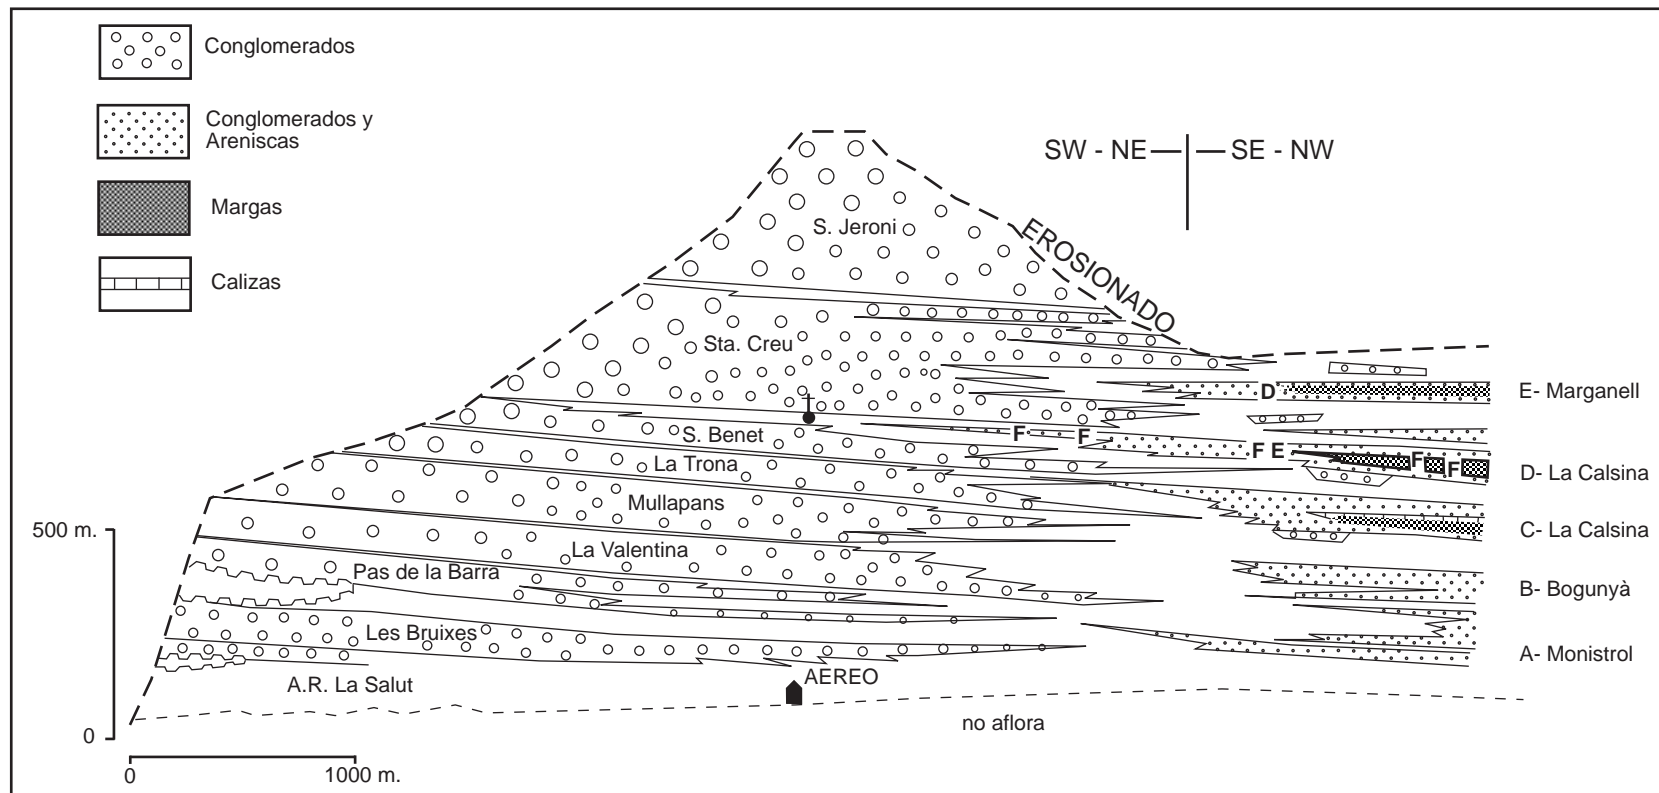 Conglomerados
Conglomerados y
Areniscas
Margas
Calizas
SW - NE
SE - NW
EROSIONADO
S. Jeroni
Sta. Creu
D
E- Marganell
S. Benet
F
F
F E
F
F
D- La Calsina
La Trona
Mullapans
C- La Calsina
La Valentina
Pas de la Barra
B- Bogunyà
Les Bruixes
A- Monistrol
A.R. La Salut
AEREO
no aflora
500 m.
0
0
1000 m.